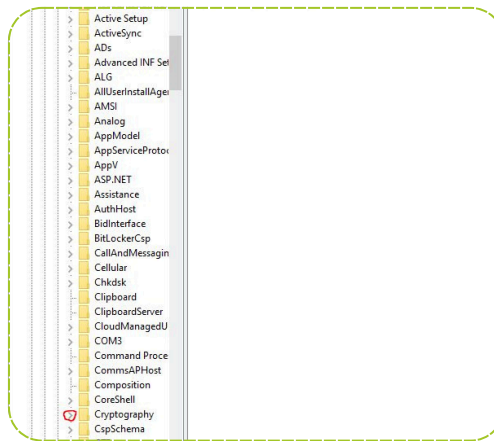 Active Setup
ActiveSync
ADs
Advanced INF Set
ALG
AllUserInstallAgen
AMSI
Analog
AppModel
AppServiceProtoc
AppV
ASP.NET
Assistance
AuthHost
BidInterface
BitLockerCsp
CallAndMessagin
Cellular
Chkdsk
Clipboard
ClipboardServer
CloudManagedU
COM3
Command Proce
CommsAPHost
Composition
CoreShell
Cryptography
CspSchema